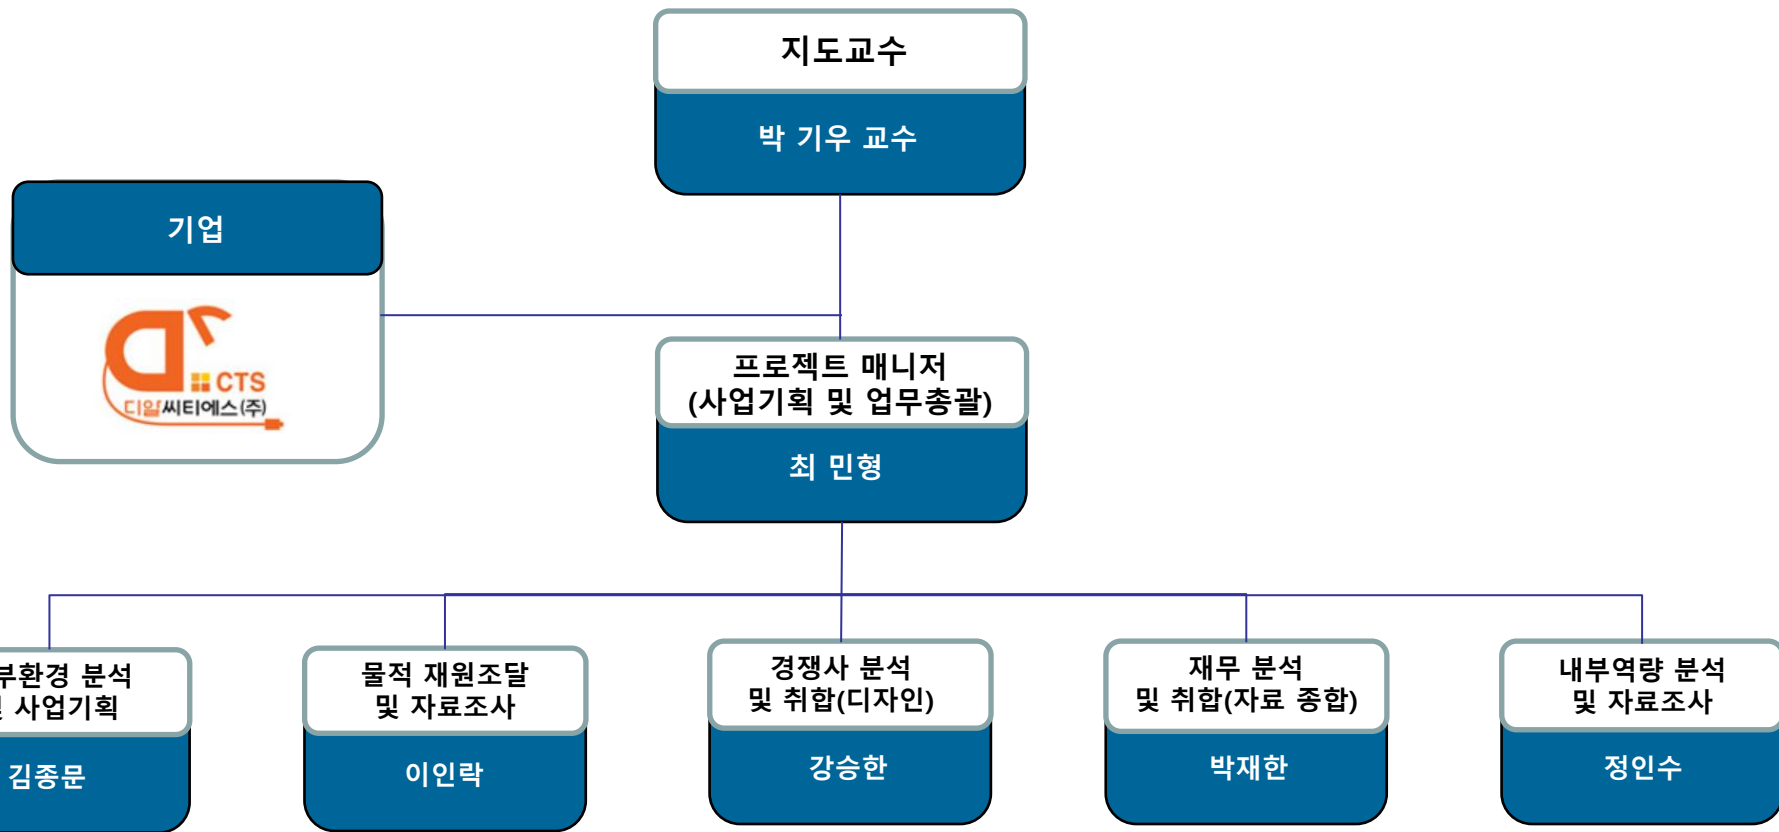 지도교수
박 기우 교수
기업
CTS
디알씨티에스(주)
프로젝트 매니저
(사업기획 및 업무총괄)
최 민형
부환경 분석
사업기획
김종문
물적 재원조달
및 자료조사
이인락
경쟁사 분석
및 취합(디자인)
강승한
재무 분석
및 취합(자료 종합)
박재한
내부역량 분석
및 자료조사
정인수